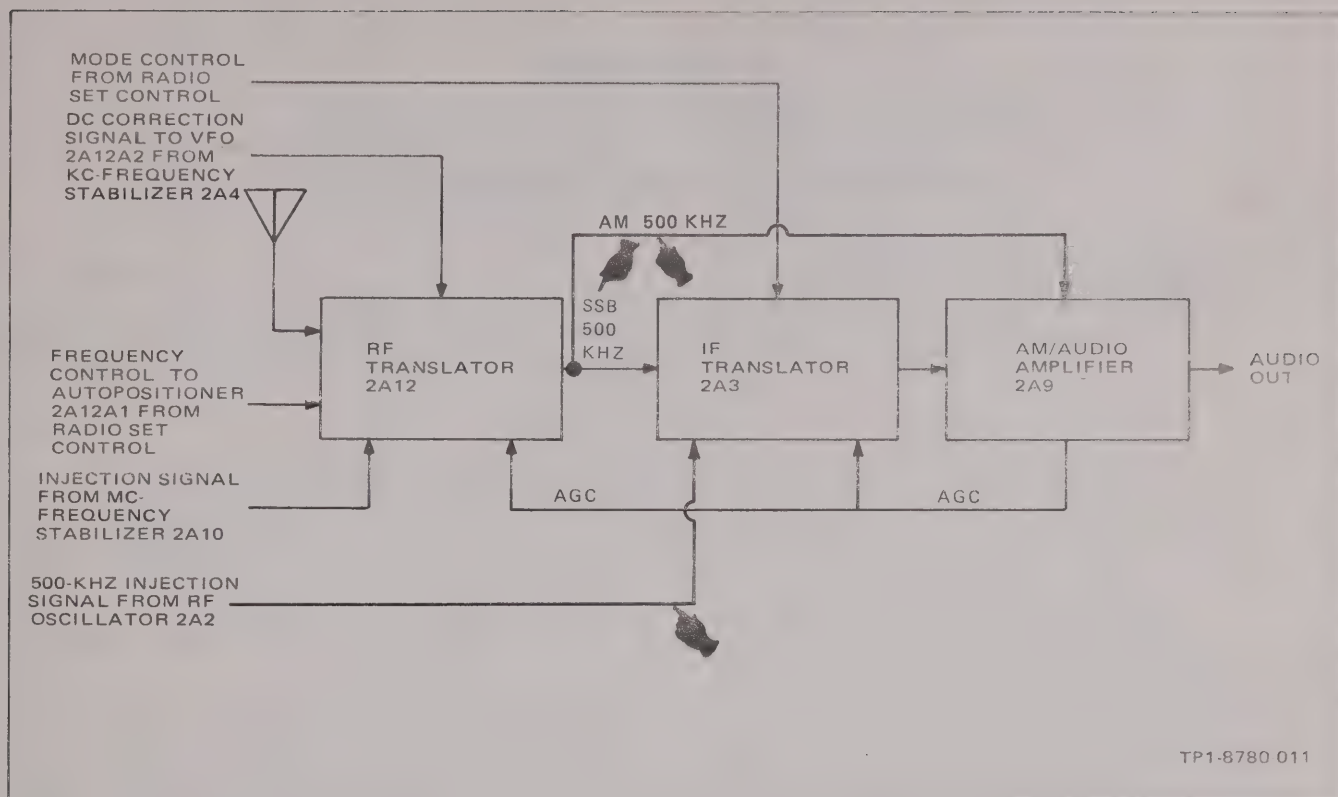 MODE CONTROL
FROM RADIO
SET CONTROL
DC CORRECTION
SIGNAL TO VFO
2A12A2 FROM
KC-FREQUENCY
STABILIZER 2A4
AM 500 KHZ
SSB
500
KHZ
RF
TRANSLATOR
2A12
IF
TRANSLATOR
2A3
AM/AUDIO
AMPLIFIER
2A9
AUDIO
OUT
FREQUENCY
CONTROL TO
AUTOPOSITIONER
2A12A1 FROM
RADIO SET
CONTROL
INJECTION SIGNAL
FROM MC-
FREQUENCY
STABILIZER 2A10
AGC
AGC
500-KHZ INJECTION
SIGNAL FROM RF
OSCILLATOR 2A2
TP1-8780 011